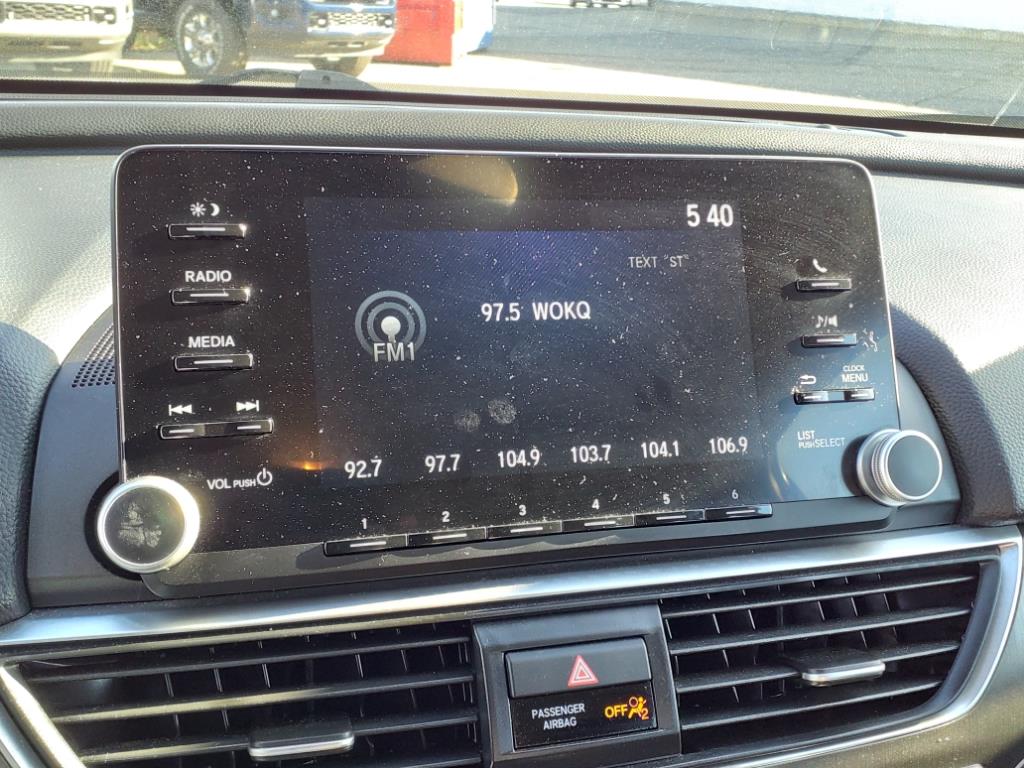 5 40
RADIO
TEXT "ST"
97.5 WOKQ
FM1
MEDIA
CLOCK
MENU
LIST
PUSH SELECT
VOL PUSH
92.7 97.7 104.9 103.7 104.1 106.9
1 2 3 4 5 6
PASSENGER
AIRBAG
OFF 2